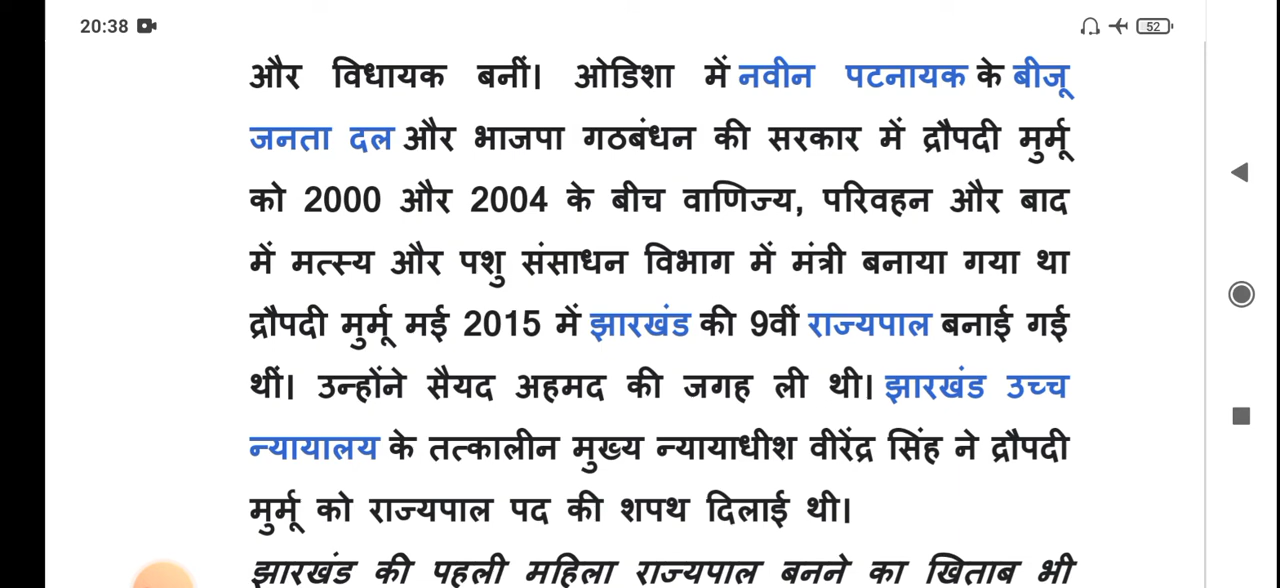 20:38
52
और विधायक बनीं। ओडिशा में नवीन पटनायक के बीजू
जनता दल और भाजपा गठबंधन की सरकार में द्रौपदी मुर्मू
को 2000 और 2004 के बीच वाणिज्य, परिवहन और बाद
में मत्स्य और पशु संसाधन विभाग में मंत्री बनाया गया था
द्रौपदी मुर्मू मई 2015 में झारखंड की 9वीं राज्यपाल बनाई गई
थीं। उन्होंने सैयद अहमद की जगह ली थी। झारखंड उच्च
न्यायालय के तत्कालीन मुख्य न्यायाधीश वीरेंद्र सिंह ने द्रौपदी
मुर्मू को राज्यपाल पद की शपथ दिलाई थी।
झारखंड की पहली महिला राज्यपाल बनने का खिताब भी